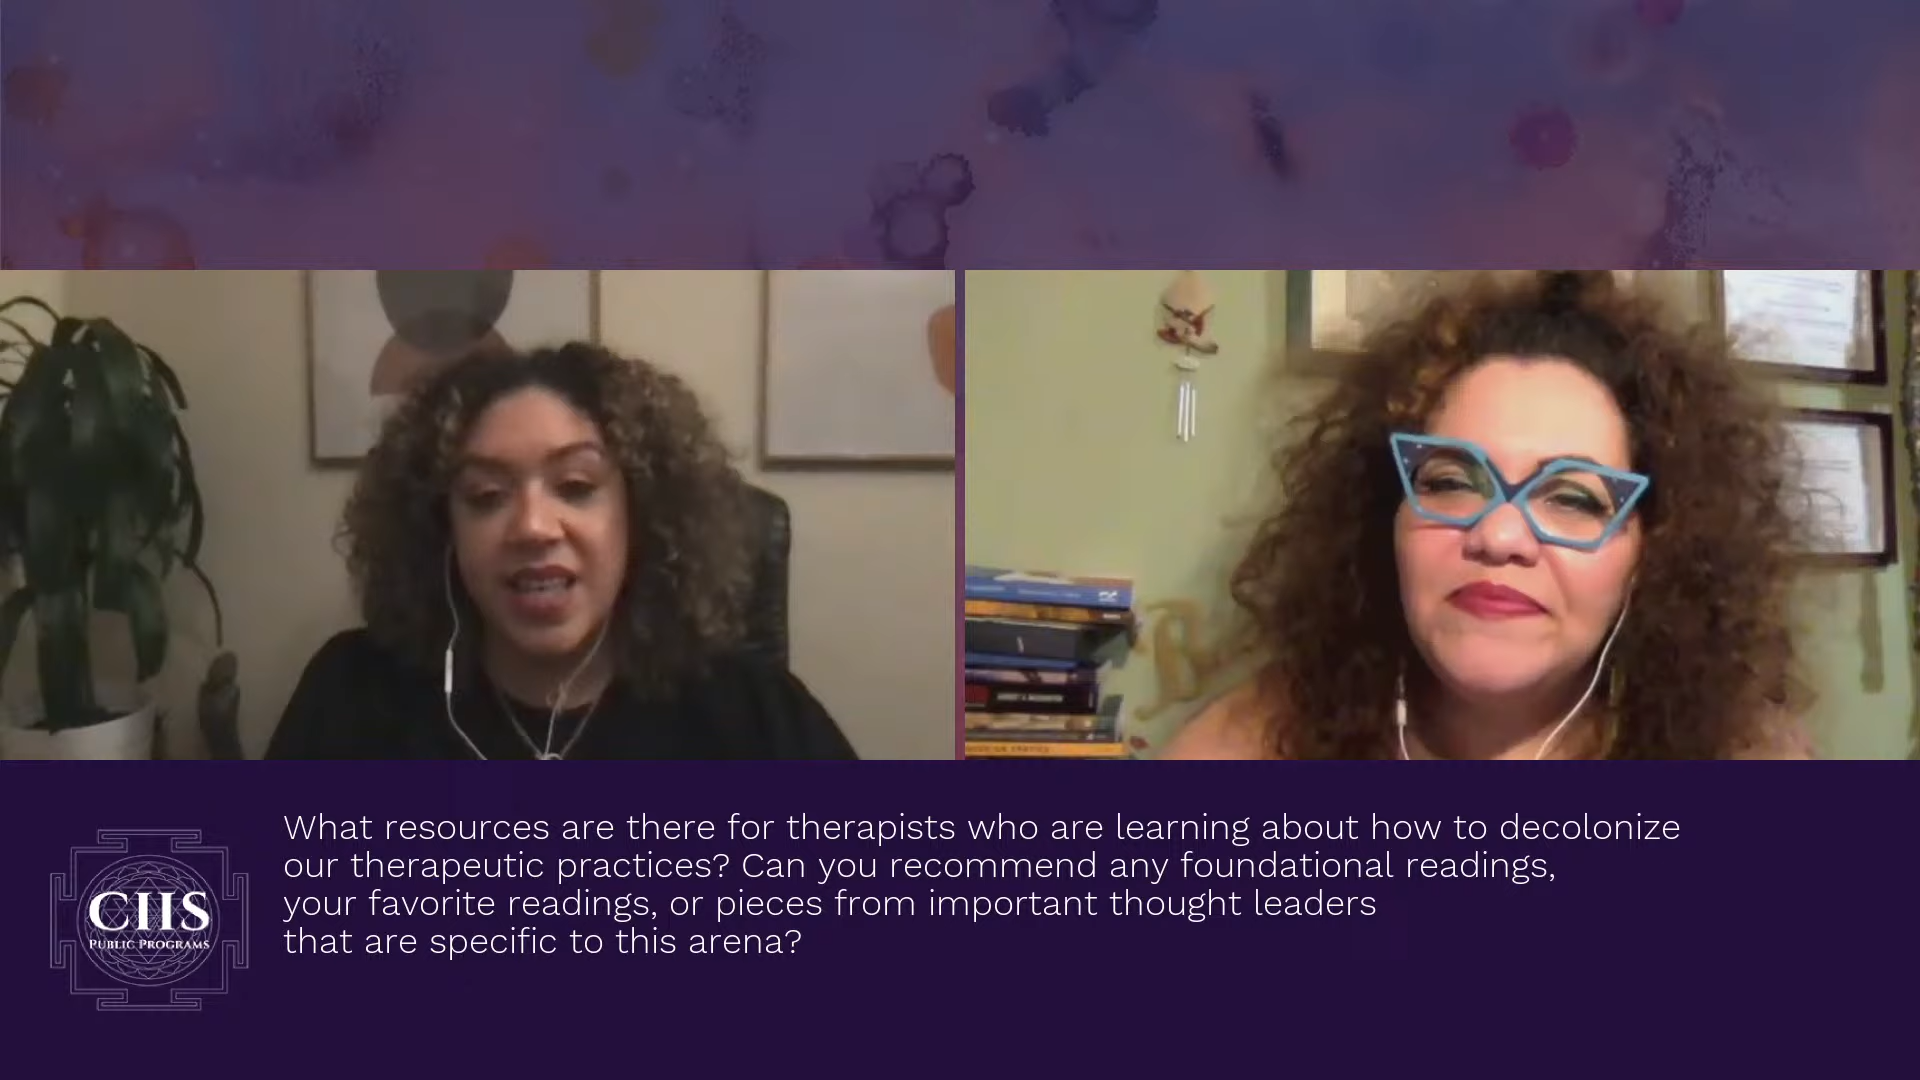 What resources are there for therapists who are learning about how to decolonize
our therapeutic practices? Can you recommend any foundational readings,
your favorite readings, or pieces from important thought leaders
that are specific to this arena?
CIIS
PUBLIC PROGRAMS